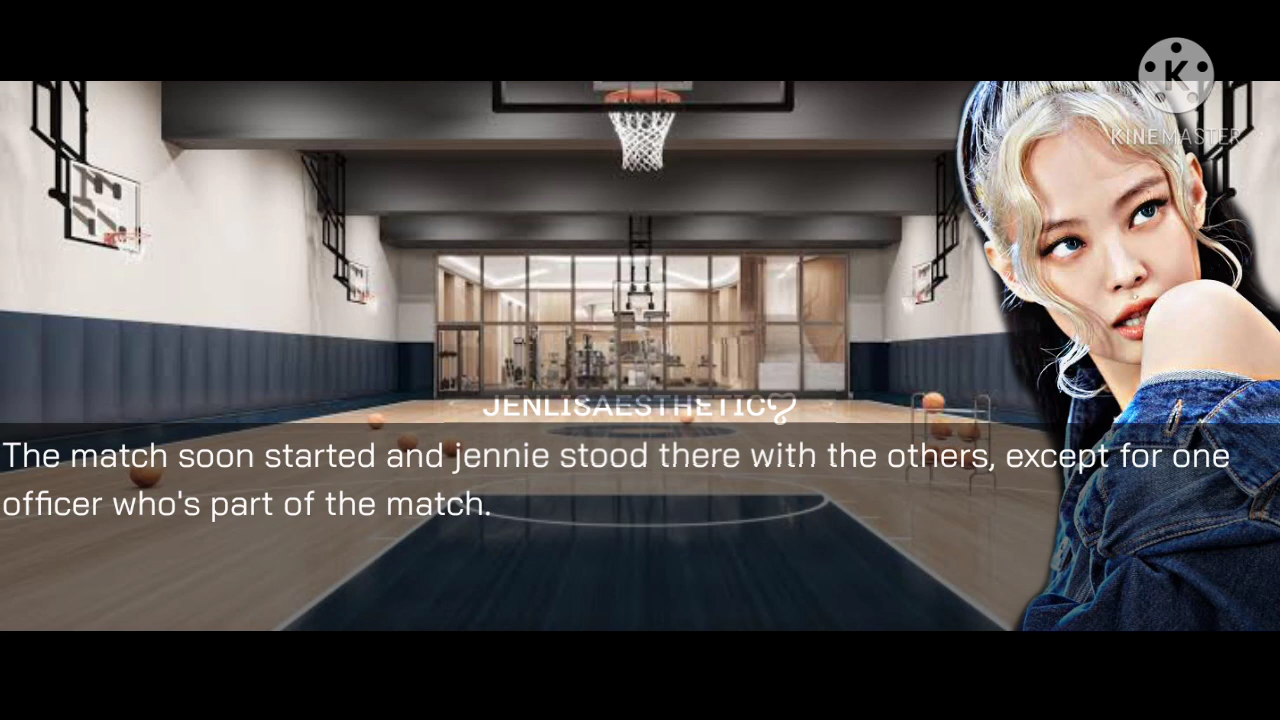 K
KINEMASTER
JENLISAESTHETIC
The match soon started and jennie stood there with the others, except for one
officer who's part of the match.